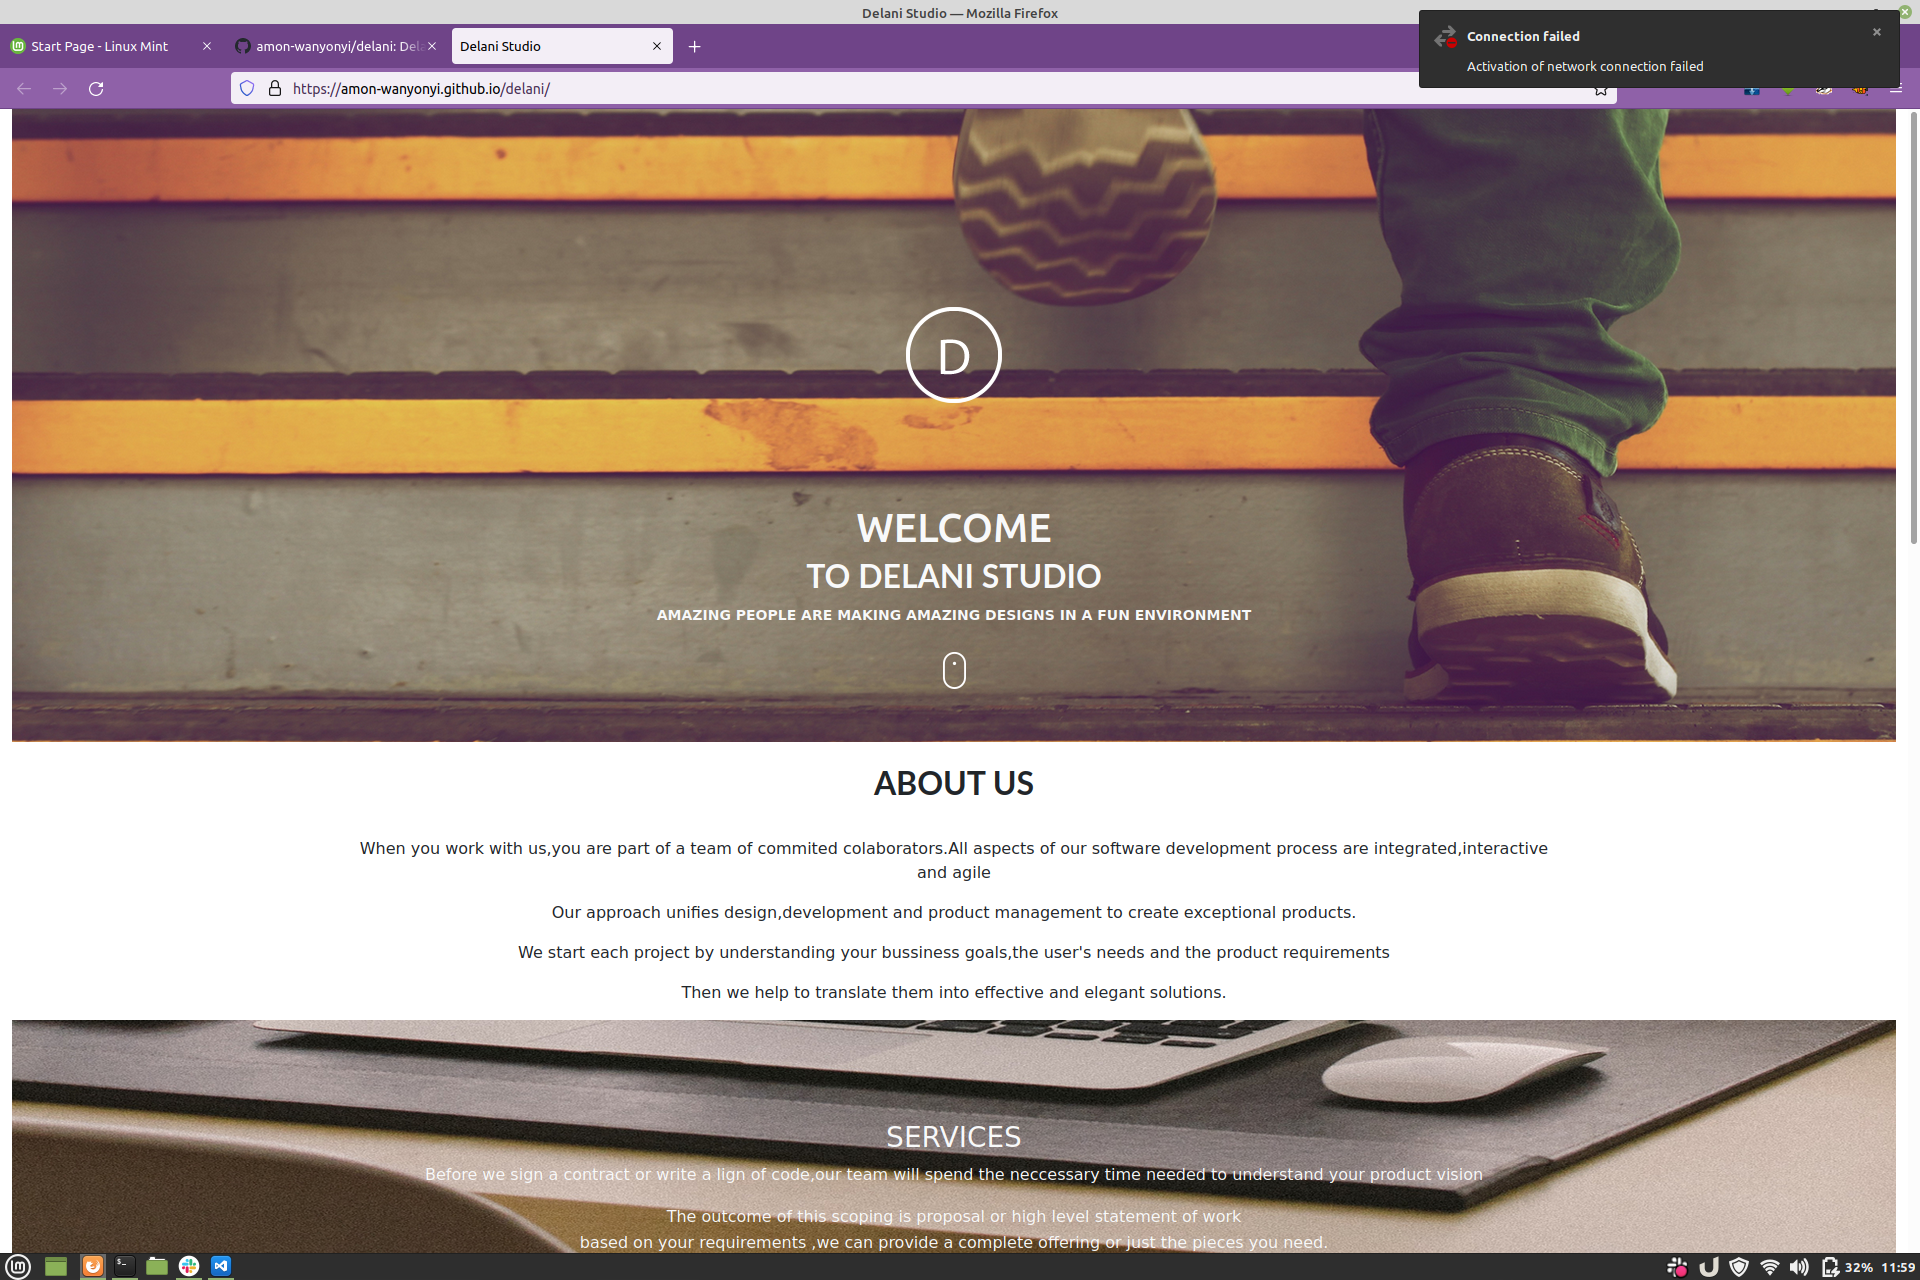 Delani Studio — Mozilla Firefox
Start Page - Linux Mint
amon-wanyonyi/delani: Del
Delani Studio
Connection failed
Activation of network connection failed
https://amon-wanyonyi.github.io/delani/
D
WELCOME
TO DELANI STUDIO
AMAZING PEOPLE ARE MAKING AMAZING DESIGNS IN A FUN ENVIRONMENT
ABOUT US
When you work with us,you are part of a team of commited colaborators.All aspects of our software development process are integrated,interactive
and agile
Our approach unifies design,development and product management to create exceptional products.
We start each project by understanding your bussiness goals,the user's needs and the product requirements
Then we help to translate them into effective and elegant solutions.
SERVICES
Before we sign a contract or write a lign of code,our team will spend the neccessary time needed to understand your product vision
The outcome of this scoping is proposal or high level statement of work
based on your requirements ,we can provide a complete offering or just the pieces you need.
32% 11:59